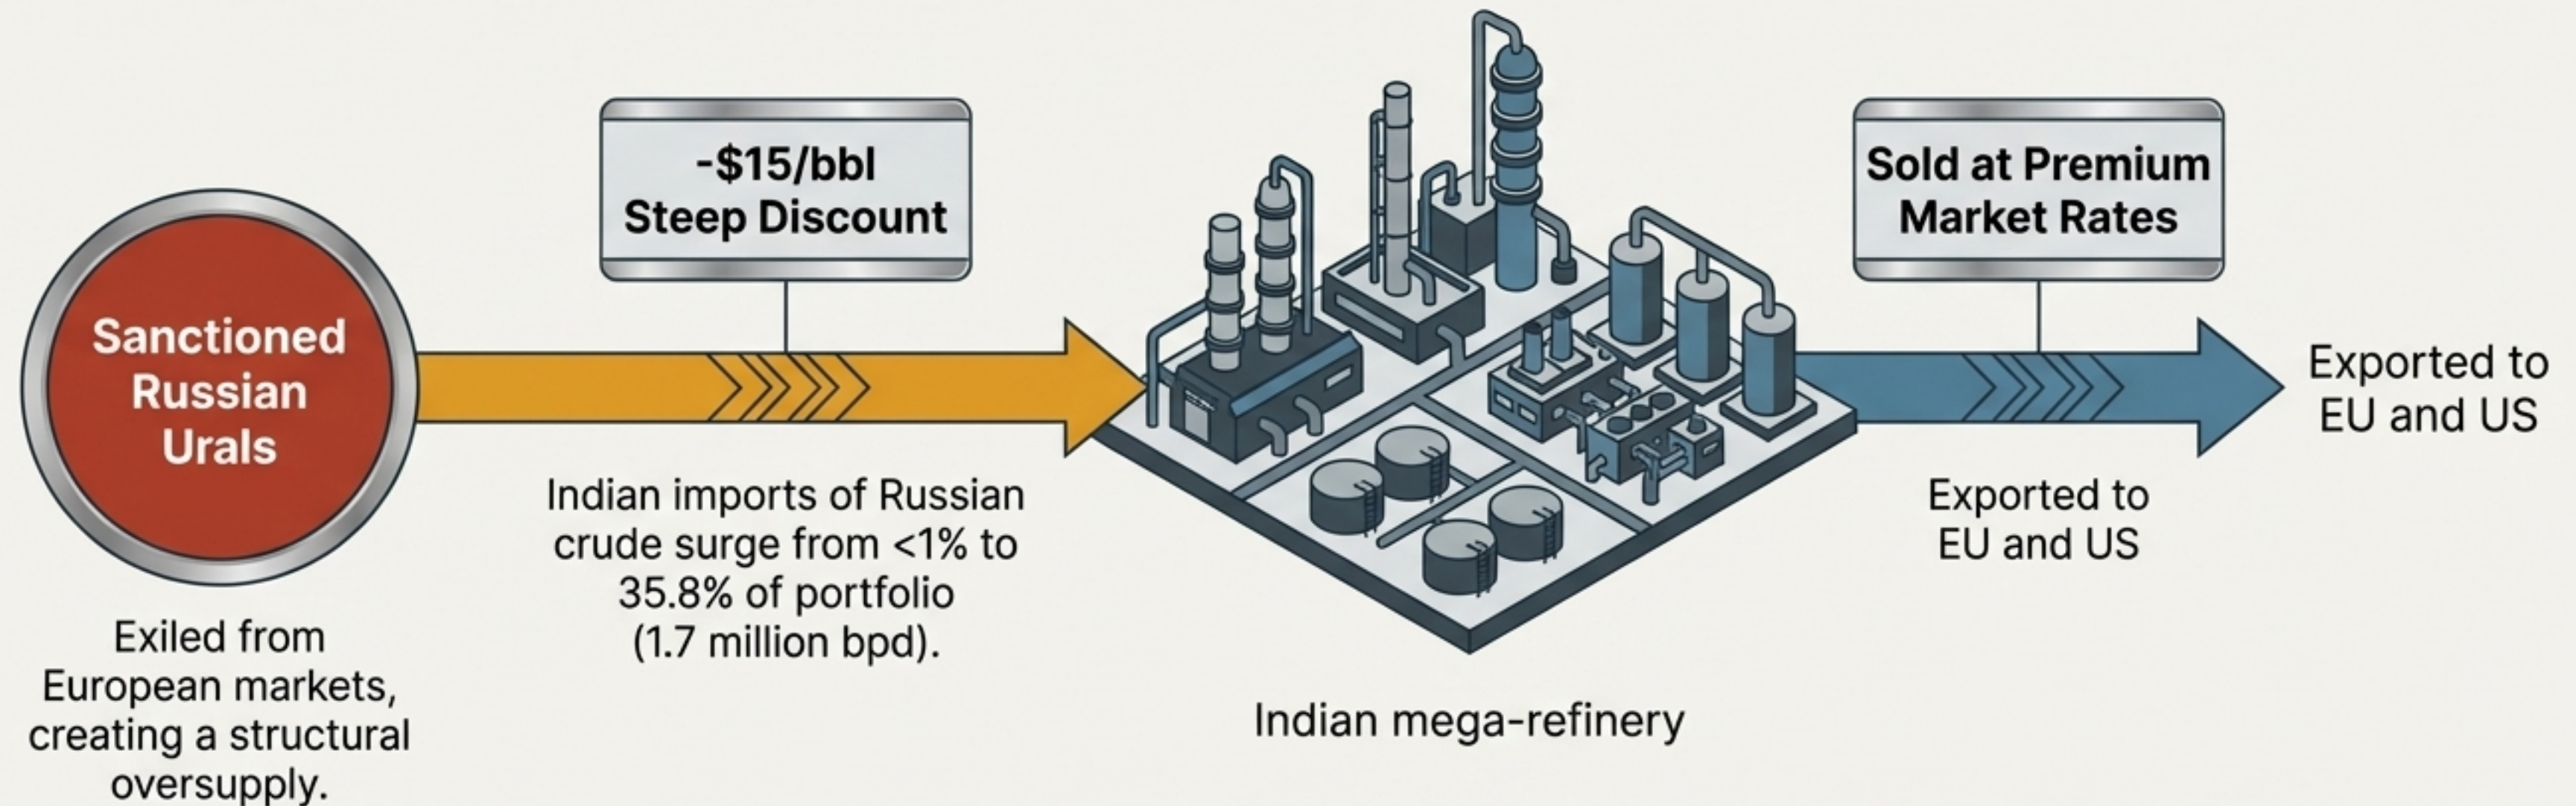 Sanctioned
Russian
Urals
Exiled from
European markets,
creating a structural
oversupply.
-$15/bbl
Steep Discount
Indian imports of Russian
crude surge from <1% to
35.8% of portfolio
(1.7 million bpd).
Indian mega-refinery
Sold at Premium
Market Rates
Exported to
EU and US
Exported to
EU and US